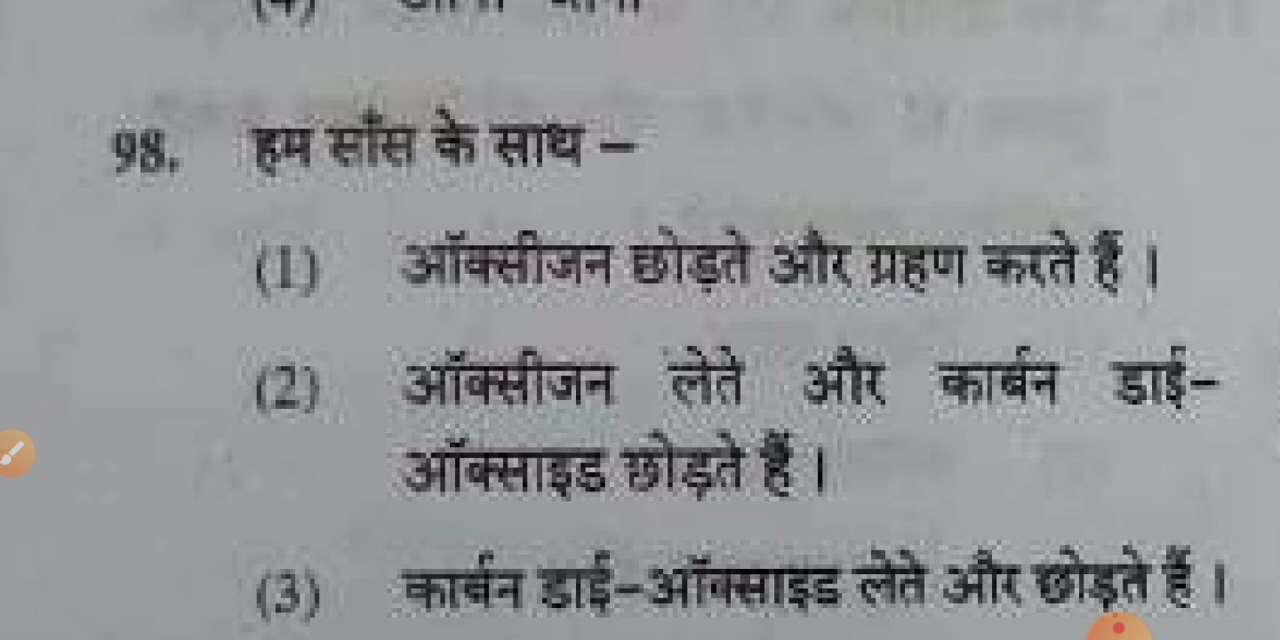 98. हम साँस के साथ –
(1) ऑक्सीजन छोड़ते और ग्रहण करते हैं ।
(2) ऑक्सीजन लेते और कार्बन डाई-
ऑक्साइड छोड़ते हैं ।
(3) कार्बन डाई-ऑक्साइड लेते और छोड़ते हैं ।